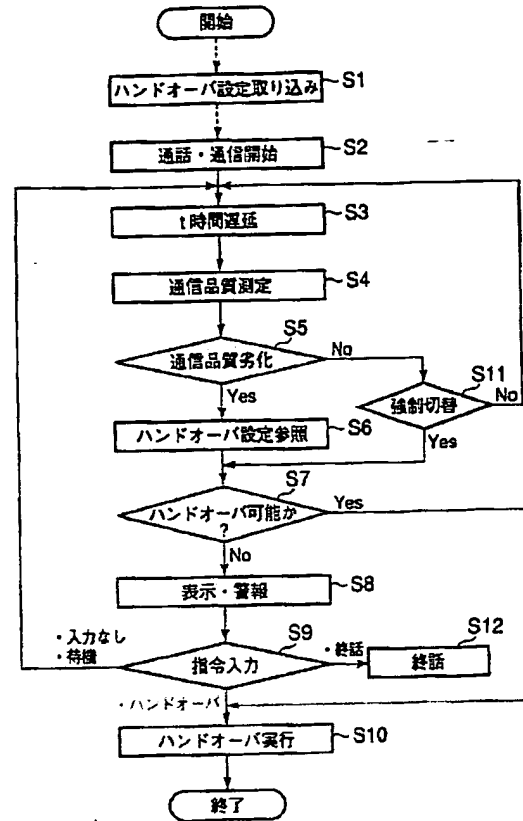 開始
ハンドオーバ設定取り込み
S1
通話・通信開始
S2
t時間遅延
S3
通信品質測定
S4
S5
通信品質劣化
No
Yes
S11
強制切替
No
Yes
ハンドオーバ設定参照
S6
S7
ハンドオーバ可能か
?
Yes
No
表示・警報
S8
・入力なし
・待機
S9
指令入力
・終話
S12
終話
・ハンドオーバ
ハンドオーバ実行
S10
終了